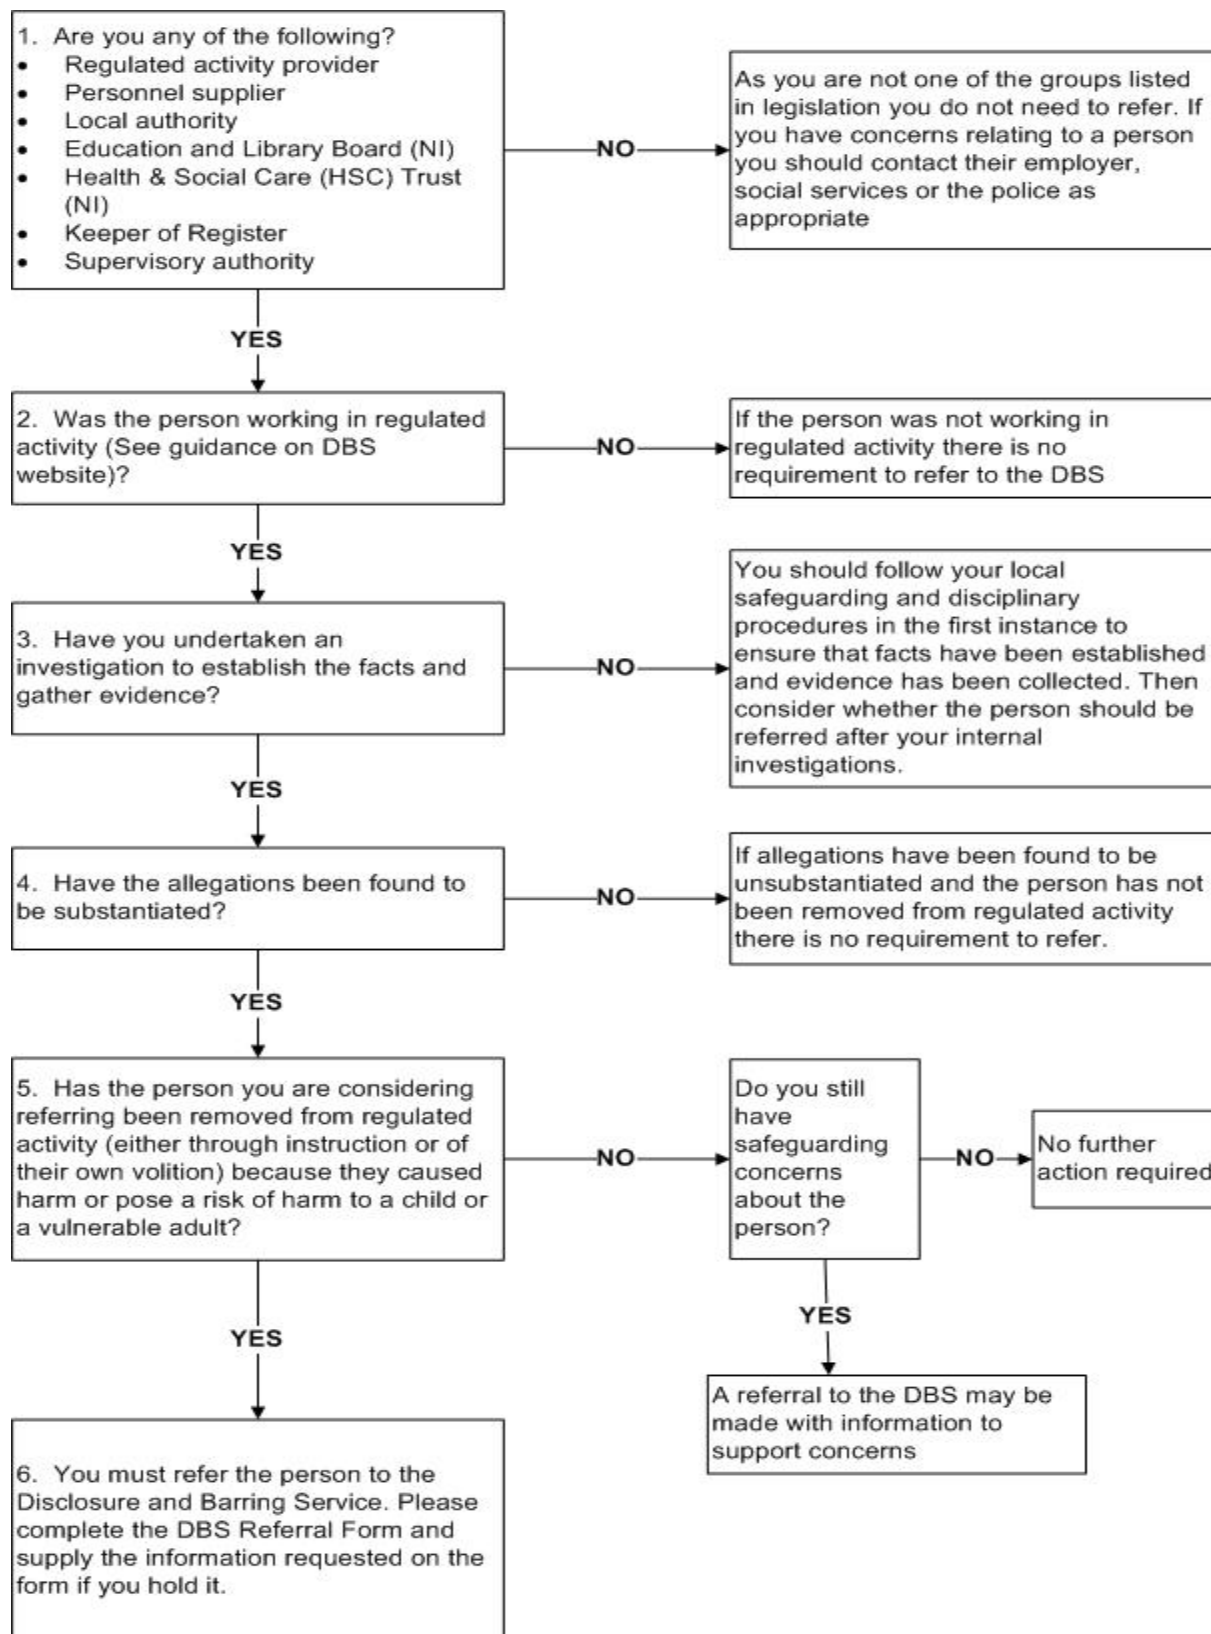 1.  Are you any of the following?
•    Regulated activity provider
•    Personnel supplier
•    Local authority
•    Education and Library Board (NI)
•    Health & Social Care (HSC) Trust
(NI)
•    Keeper of Register
•    Supervisory authority
NO
As you are not one of the groups listed
in legislation you do not need to refer. If
you have concerns relating to a person
you should contact their employer,
social services or the police as
appropriate
YES
2.  Was the person working in regulated
activity (See guidance on DBS
website)?
NO
If the person was not working in
regulated activity there is no
requirement to refer to the DBS
YES
3.  Have you undertaken an
investigation to establish the facts and
gather evidence?
NO
You should follow your local
safeguarding and disciplinary
procedures in the first instance to
ensure that facts have been established
and evidence has been collected. Then
consider whether the person should be
referred after your internal
investigations.
YES
4.  Have the allegations been found to
be substantiated?
NO
If allegations have been found to be
unsubstantiated and the person has not
been removed from regulated activity
there is no requirement to refer.
YES
5.  Has the person you are considering
referring been removed from regulated
activity (either through instruction or of
their own volition) because they caused
harm or pose a risk of harm to a child or
a vulnerable adult?
NO
Do you still
have
safeguarding
concerns
about the
person?
NO
No further
action required
YES
A referral to the DBS may be
made with information to
support concerns
YES
6.  You must refer the person to the
Disclosure and Barring Service. Please
complete the DBS Referral Form and
supply the information requested on the
form if you hold it.